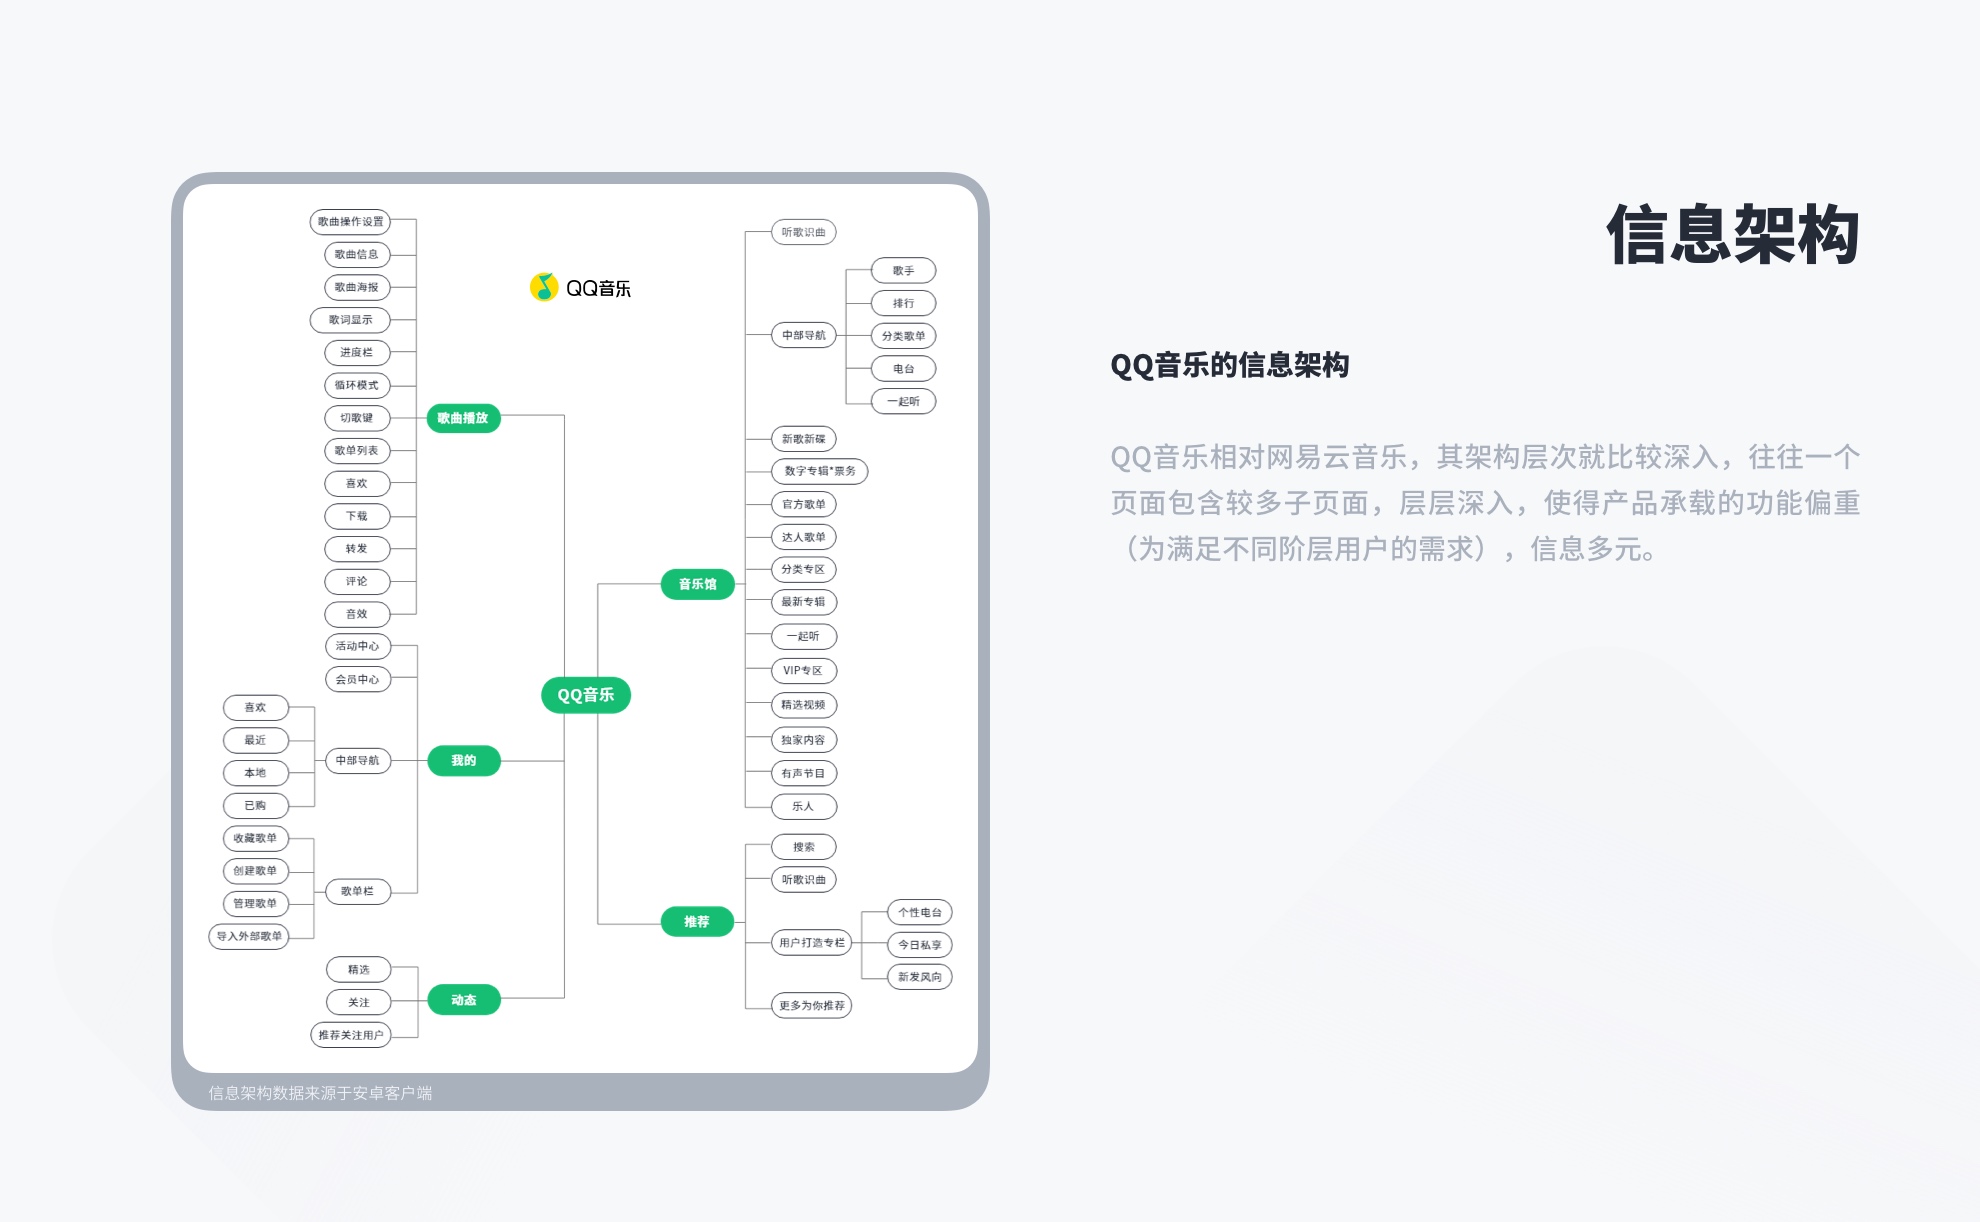 信息架构
QQ音乐的信息架构
QQ音乐相对网易云音乐，其架构层次就比较深入，往往一个
页面包含较多子页面，层层深入，使得产品承载的功能偏重
（为满足不同阶层用户的需求），信息多元。
QQ音乐
QQ音乐
歌曲播放
歌曲操作设置
歌曲信息
歌曲海报
歌词显示
进度栏
循环模式
切歌键
歌单列表
喜欢
下载
转发
评论
音效
我的
活动中心
会员中心
中部导航
喜欢
最近
本地
已购
歌单栏
收藏歌单
创建歌单
管理歌单
导入外部歌单
动态
精选
关注
推荐关注用户
音乐馆
听歌识曲
中部导航
歌手
排行
分类歌单
电台
一起听
新歌新碟
数字专辑*票务
官方歌单
达人歌单
分类专区
最新专辑
一起听
VIP专区
精选视频
独家内容
有声节目
乐人
推荐
搜索
听歌识曲
用户打造专栏
个性电台
今日私享
新发风向
更多为你推荐
信息架构数据来源于安卓客户端